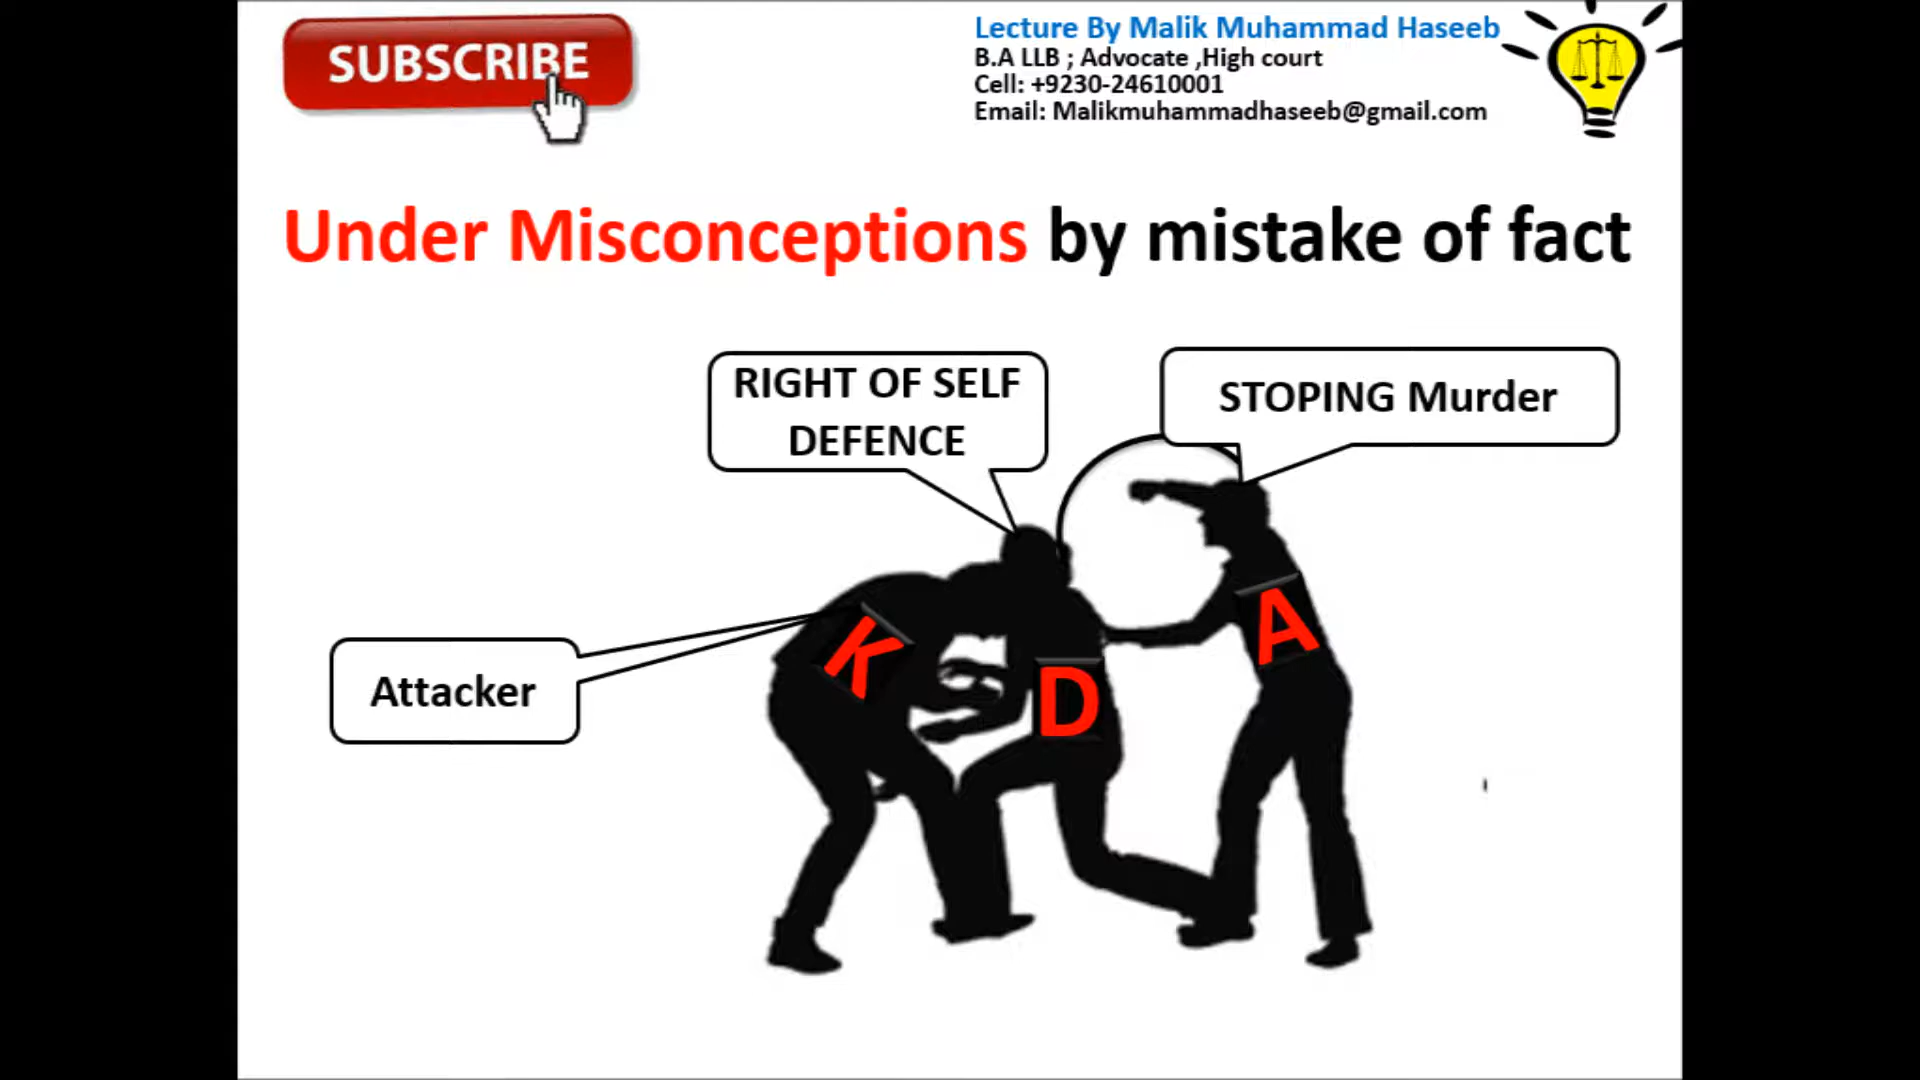 SUBSCRIBE
Lecture By Malik Muhammad Haseeb
B.A LLB ; Advocate ,High court
Cell: +9230-24610001
Email: Malikmuhammadhaseeb@gmail.com
Under Misconceptions by mistake of fact
RIGHT OF SELF
DEFENCE
STOPING Murder
Attacker
K
D
A